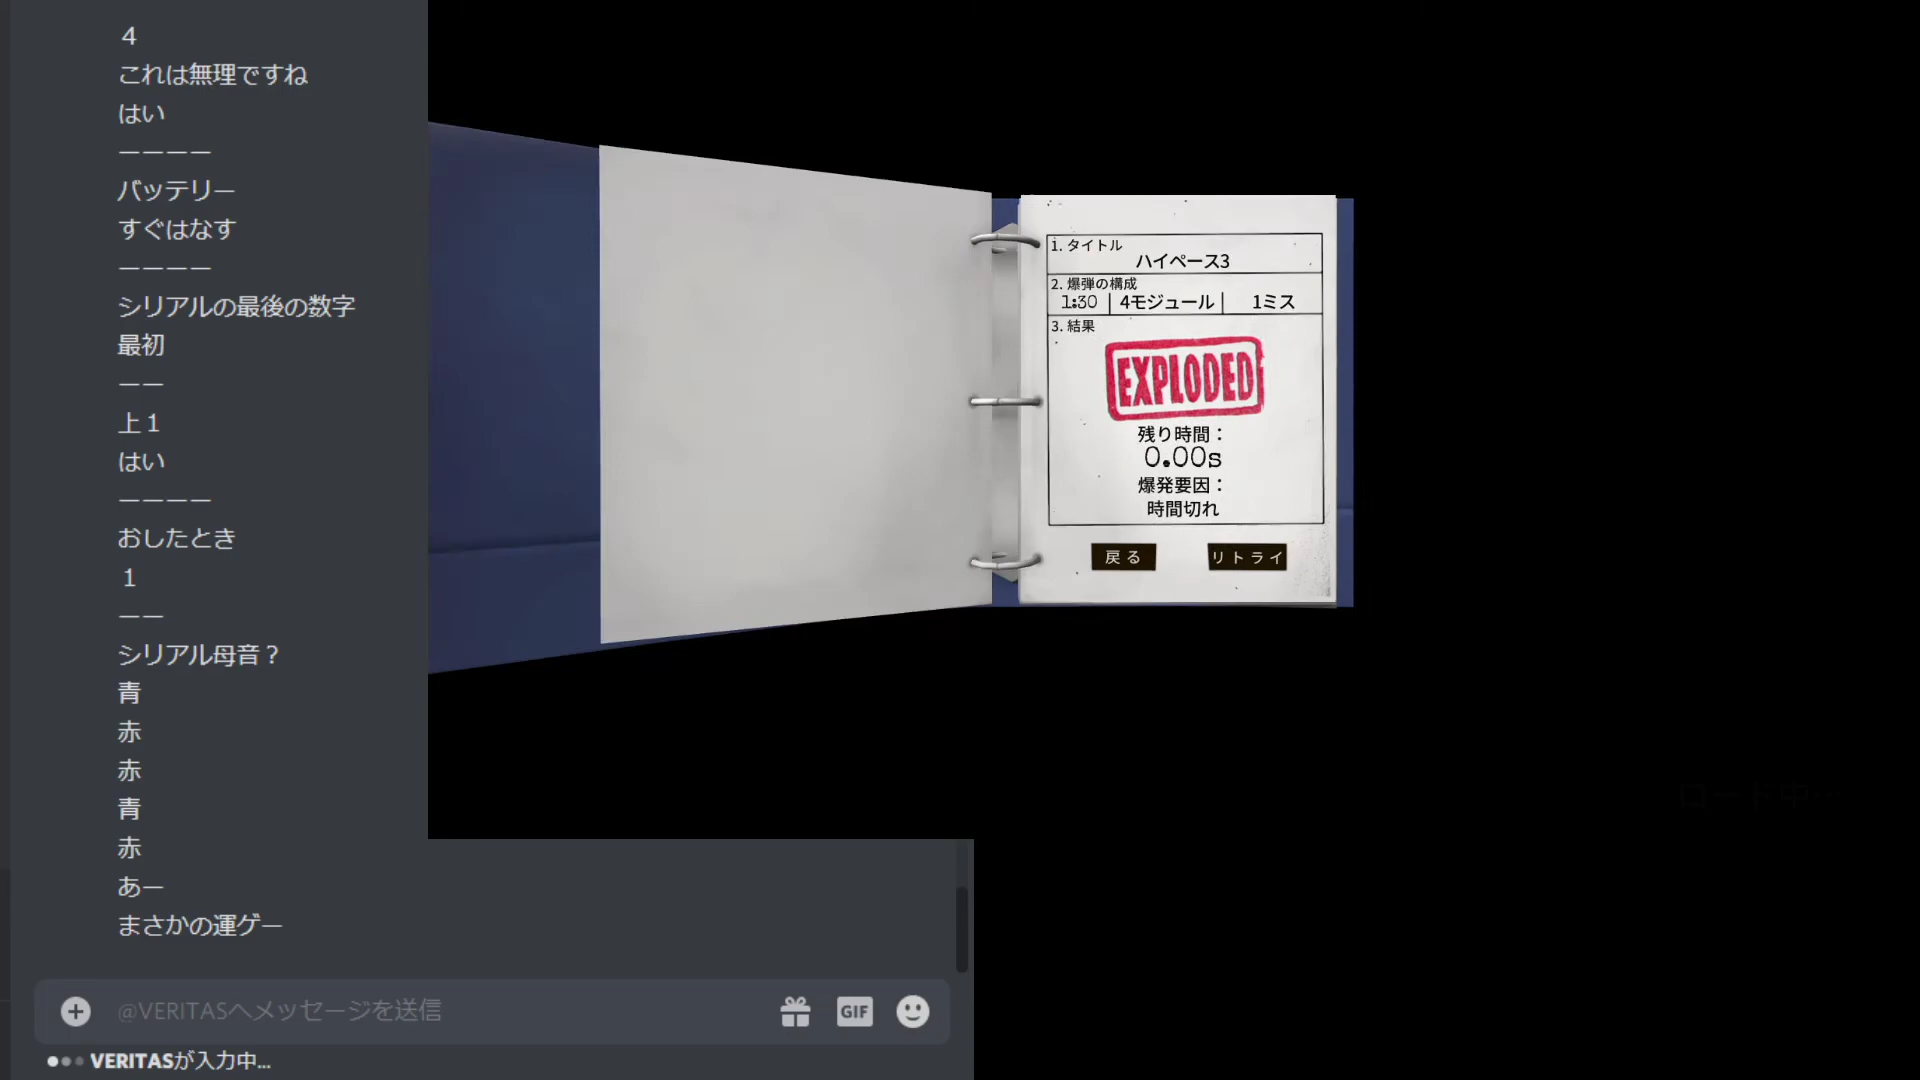 4
これは無理ですね
はい
ーーーー
バッテリー
すぐはなす
ーーーー
シリアルの最後の数字
最初
ーー
上１
はい
ーーーー
おしたとき
1
ーー
シリアル母音？
青
赤
赤
青
赤
あー
まさかの運ゲー
@VERITASへメッセージを送信
GIF
VERITASが入力中...
1. タイトル
ハイペース3
2. 爆弾の構成
1:30 | 4モジュール | 1ミス
3. 結果
EXPLODED
残り時間：
0.00s
爆発要因：
時間切れ
戻る
リトライ
ロード中…